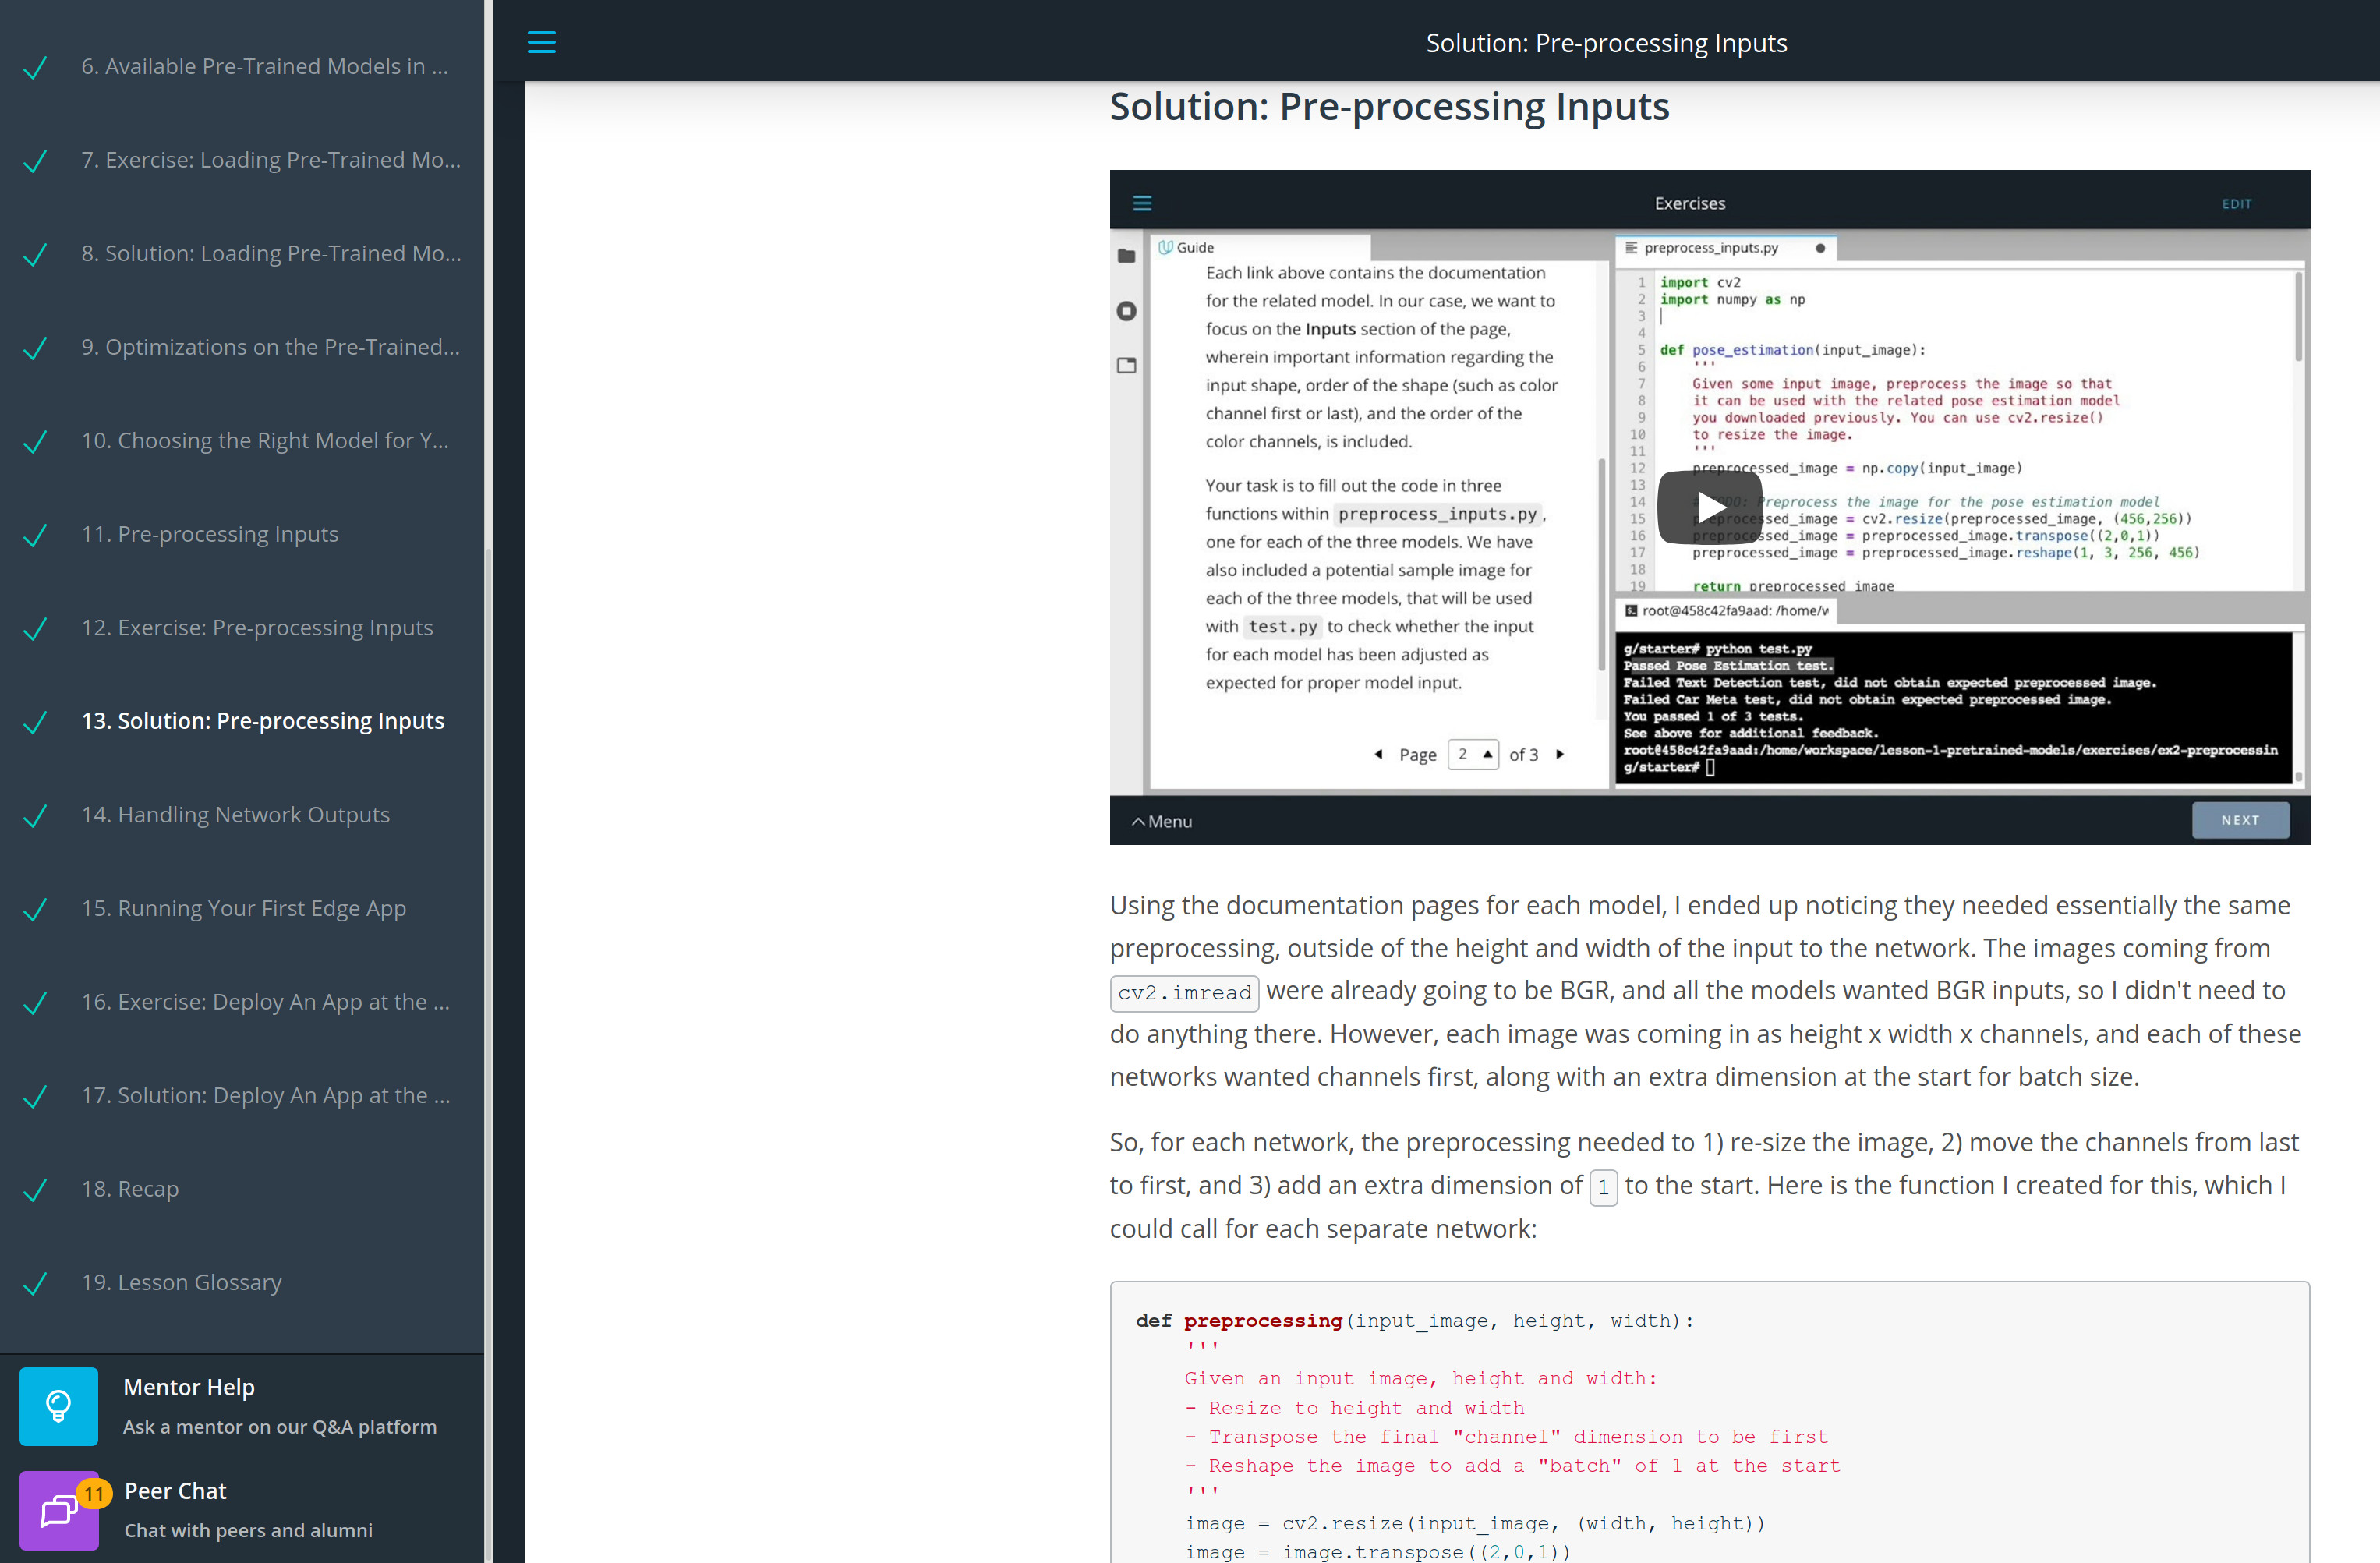 6. Available Pre-Trained Models in ...
7. Exercise: Loading Pre-Trained Mo...
8. Solution: Loading Pre-Trained Mo...
9. Optimizations on the Pre-Trained...
10. Choosing the Right Model for Y...
11. Pre-processing Inputs
12. Exercise: Pre-processing Inputs
13. Solution: Pre-processing Inputs
14. Handling Network Outputs
15. Running Your First Edge App
16. Exercise: Deploy An App at the ...
17. Solution: Deploy An App at the ...
18. Recap
19. Lesson Glossary
Mentor Help
Ask a mentor on our Q&A platform
11
Peer Chat
Chat with peers and alumni
Solution: Pre-processing Inputs
Solution: Pre-processing Inputs
Exercises
EDIT
Guide
Each link above contains the documentation
for the related model. In our case, we want to
focus on the Inputs section of the page,
wherein important information regarding the
input shape, order of the shape (such as color
channel first or last), and the order of the
color channels, is included.
Your task is to fill out the code in three
functions within preprocess_inputs.py,
one for each of the three models. We have
also included a potential sample image for
each of the three models, that will be used
with test.py to check whether the input
for each model has been adjusted as
expected for proper model input.
Page 2 of 3
preprocess_inputs.py
1 import cv2
2 import numpy as np
3
4
5 def pose_estimation(input_image):
6 '''
7 Given some input image, preprocess the image so that
8 it can be used with the related pose estimation model
9 you downloaded previously. You can use cv2.resize()
10 to resize the image.
11 '''
12 preprocessed_image = np.copy(input_image)
13
14 Preprocess the image for the pose estimation model
15 preprocessed_image = cv2.resize(preprocessed_image, (456,256))
16 preprocessed_image = preprocessed_image.transpose((2,0,1))
17 preprocessed_image = preprocessed_image.reshape(1, 3, 256, 456)
18
19 return preprocessed_image
root@458c42fa9aad: /home/w
g/starter# python test.py
Passed Pose Estimation test.
Failed Text Detection test, did not obtain expected preprocessed image.
Failed Car Meta test, did not obtain expected preprocessed image.
You passed 1 of 3 tests.
See above for additional feedback.
root@458c42fa9aad:/home/workspace/lesson-1-pretrained-models/exercises/ex2-preprocessin
g/starter#
Menu
NEXT
Using the documentation pages for each model, I ended up noticing they needed essentially the same
preprocessing, outside of the height and width of the input to the network. The images coming from
cv2.imread were already going to be BGR, and all the models wanted BGR inputs, so I didn't need to
do anything there. However, each image was coming in as height x width x channels, and each of these
networks wanted channels first, along with an extra dimension at the start for batch size.
So, for each network, the preprocessing needed to 1) re-size the image, 2) move the channels from last
to first, and 3) add an extra dimension of 1 to the start. Here is the function I created for this, which I
could call for each separate network:
def preprocessing(input_image, height, width):
'''
Given an input image, height and width:
- Resize to height and width
- Transpose the final "channel" dimension to be first
- Reshape the image to add a "batch" of 1 at the start
'''
image = cv2.resize(input_image, (width, height))
image = image.transpose((2,0,1))